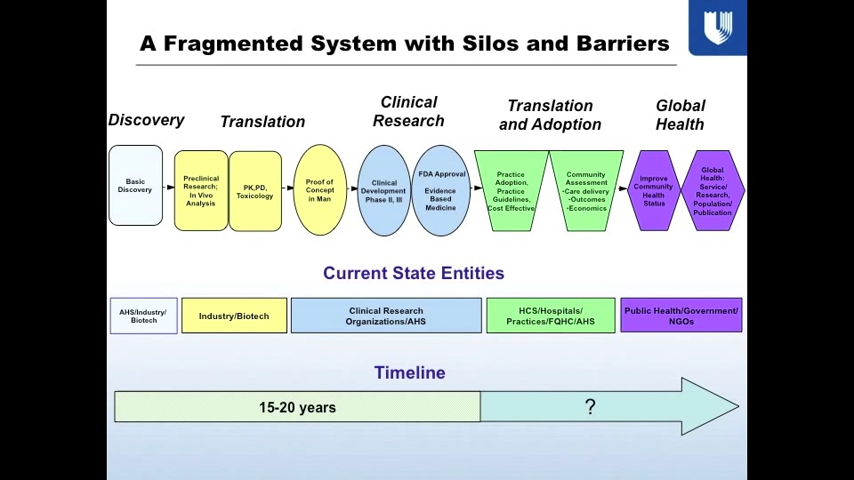 A Fragmented System with Silos and Barriers
Discovery
Translation
Clinical
Research
Translation
and Adoption
Global
Health
Basic
Discovery
Preclinical
Research;
In Vivo
Analysis
PK,PD,
Toxicology
Proof of
Concept
in Man
Clinical
Development
Phase II, III
FDA Approval
Evidence
Based
Medicine
Practice
Adoption,
Practice
Guidelines,
Cost Effective
Community
Assessment
•Care delivery
•Outcomes
•Economics
Improve
Community
Health
Status
Global
Health:
Service/
Research,
Population/
Publication
Current State Entities
AHS/Industry/
Biotech
Industry/Biotech
Clinical Research
Organizations/AHS
HCS/Hospitals/
Practices/FQHC/AHS
Public Health/Government/
NGOs
Timeline
15-20 years
?